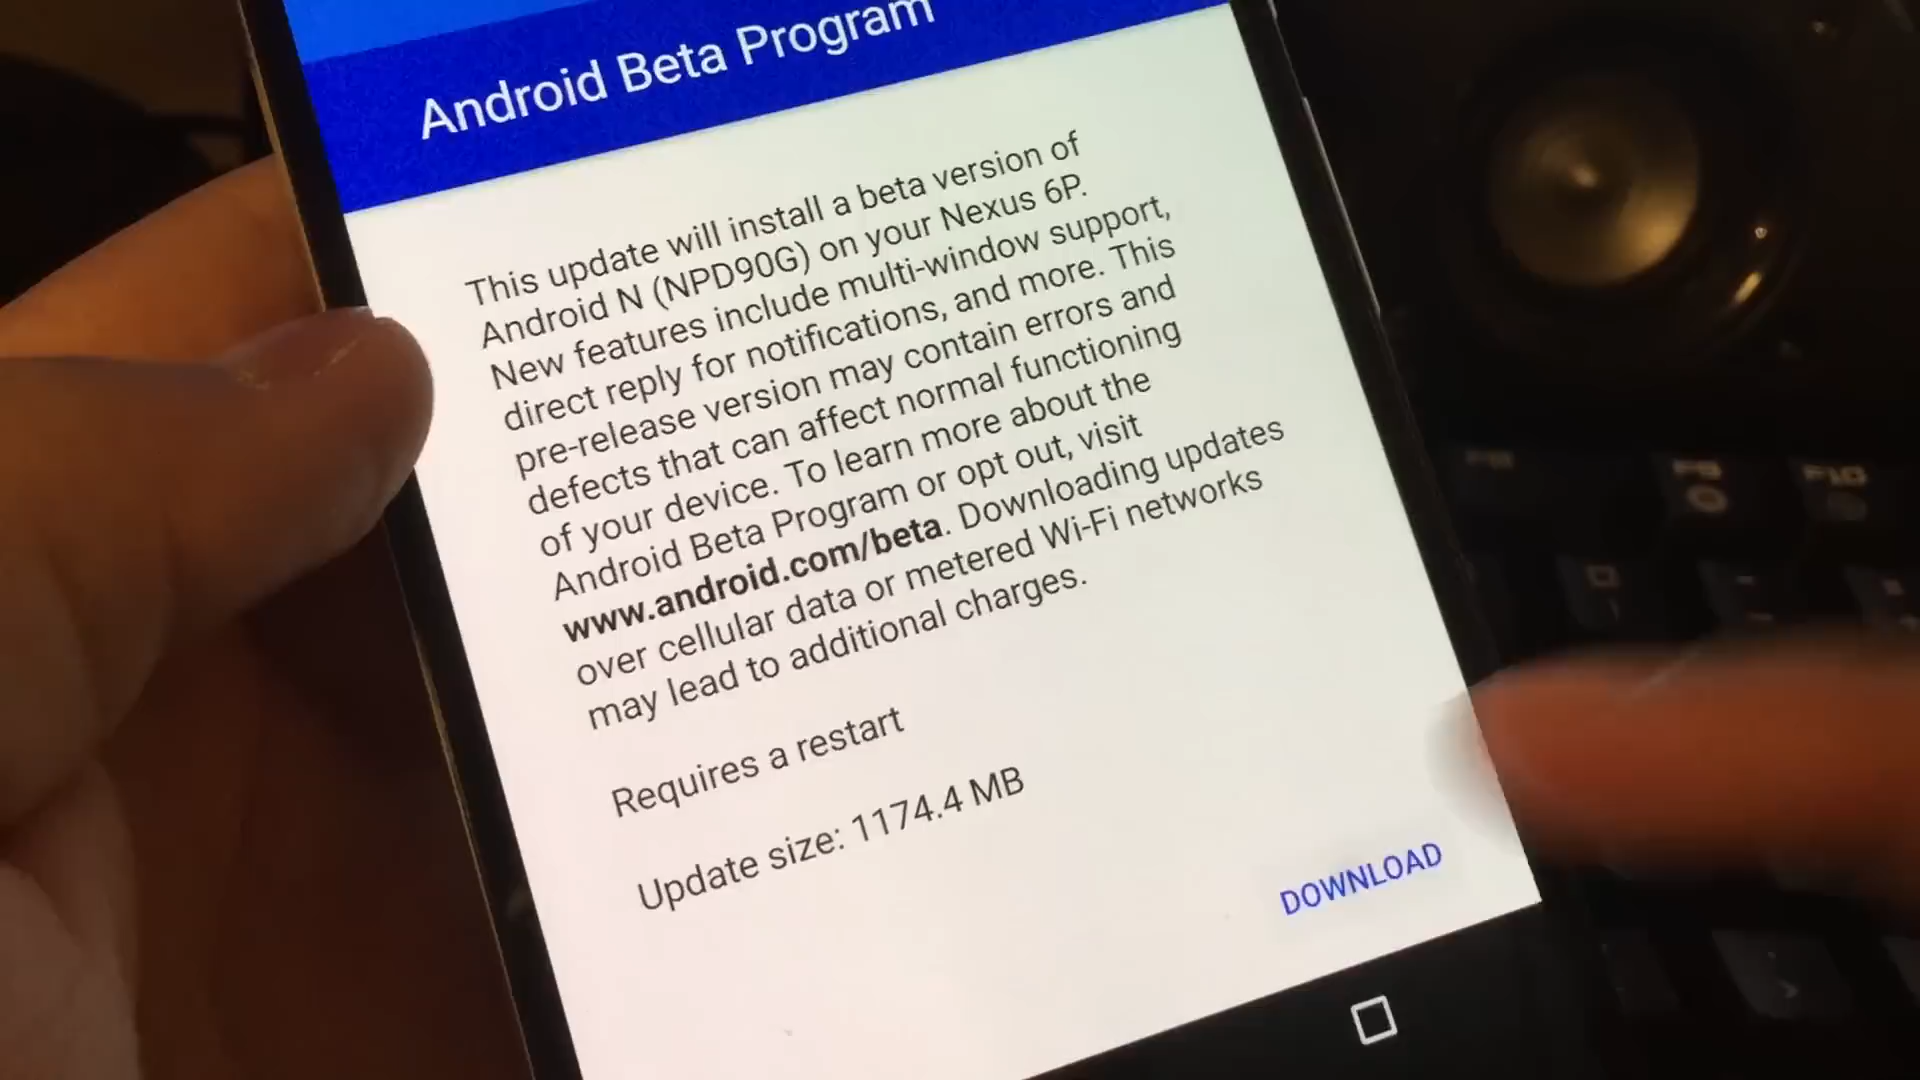 Android Beta Program
This update will install a beta version of
Android N (NPD90G) on your Nexus 6P.
New features include multi-window support,
direct reply for notifications, and more. This
pre-release version may contain errors and
defects that can affect normal functioning
of your device. To learn more about the
Android Beta Program or opt out, visit
www.android.com/beta. Downloading updates
over cellular data or metered Wi-Fi networks
may lead to additional charges.
Requires a restart
Update size: 1174.4 MB
DOWNLOAD
F9
F10